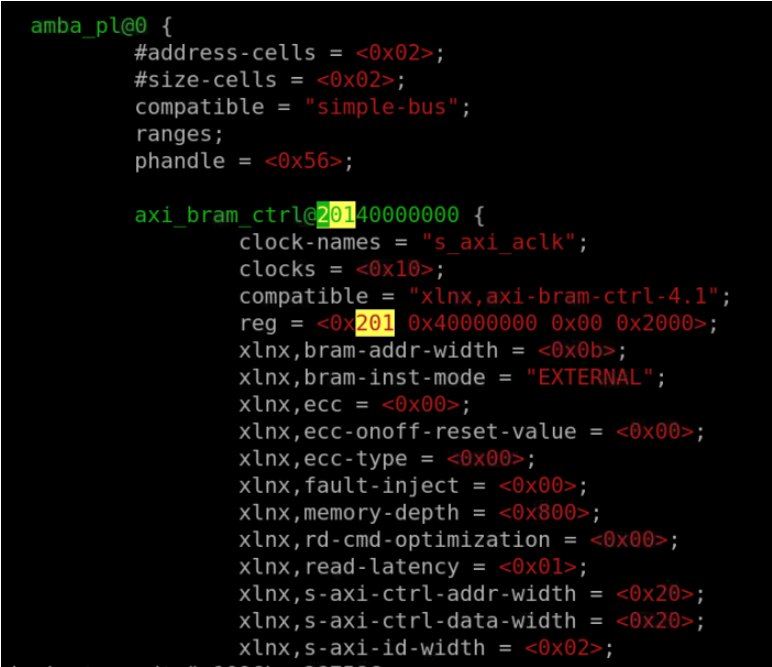 amba_pl@0 {
#address-cells = <0x02>;
#size-cells = <0x02>;
compatible = "simple-bus";
ranges;
phandle = <0x56>;
axi_bram_ctrl@20140000000 {
clock-names = "s_axi_aclk";
clocks = <0x10>;
compatible = "xlnx,axi-bram-ctrl-4.1";
reg = <0x201 0x40000000 0x00 0x2000>;
xlnx,bram-addr-width = <0x0b>;
xlnx,bram-inst-mode = "EXTERNAL";
xlnx,ecc = <0x00>;
xlnx,ecc-onoff-reset-value = <0x00>;
xlnx,ecc-type = <0x00>;
xlnx,fault-inject = <0x00>;
xlnx,memory-depth = <0x800>;
xlnx,rd-cmd-optimization = <0x00>;
xlnx,read-latency = <0x01>;
xlnx,s-axi-ctrl-addr-width = <0x20>;
xlnx,s-axi-ctrl-data-width = <0x20>;
xlnx,s-axi-id-width = <0x02>;